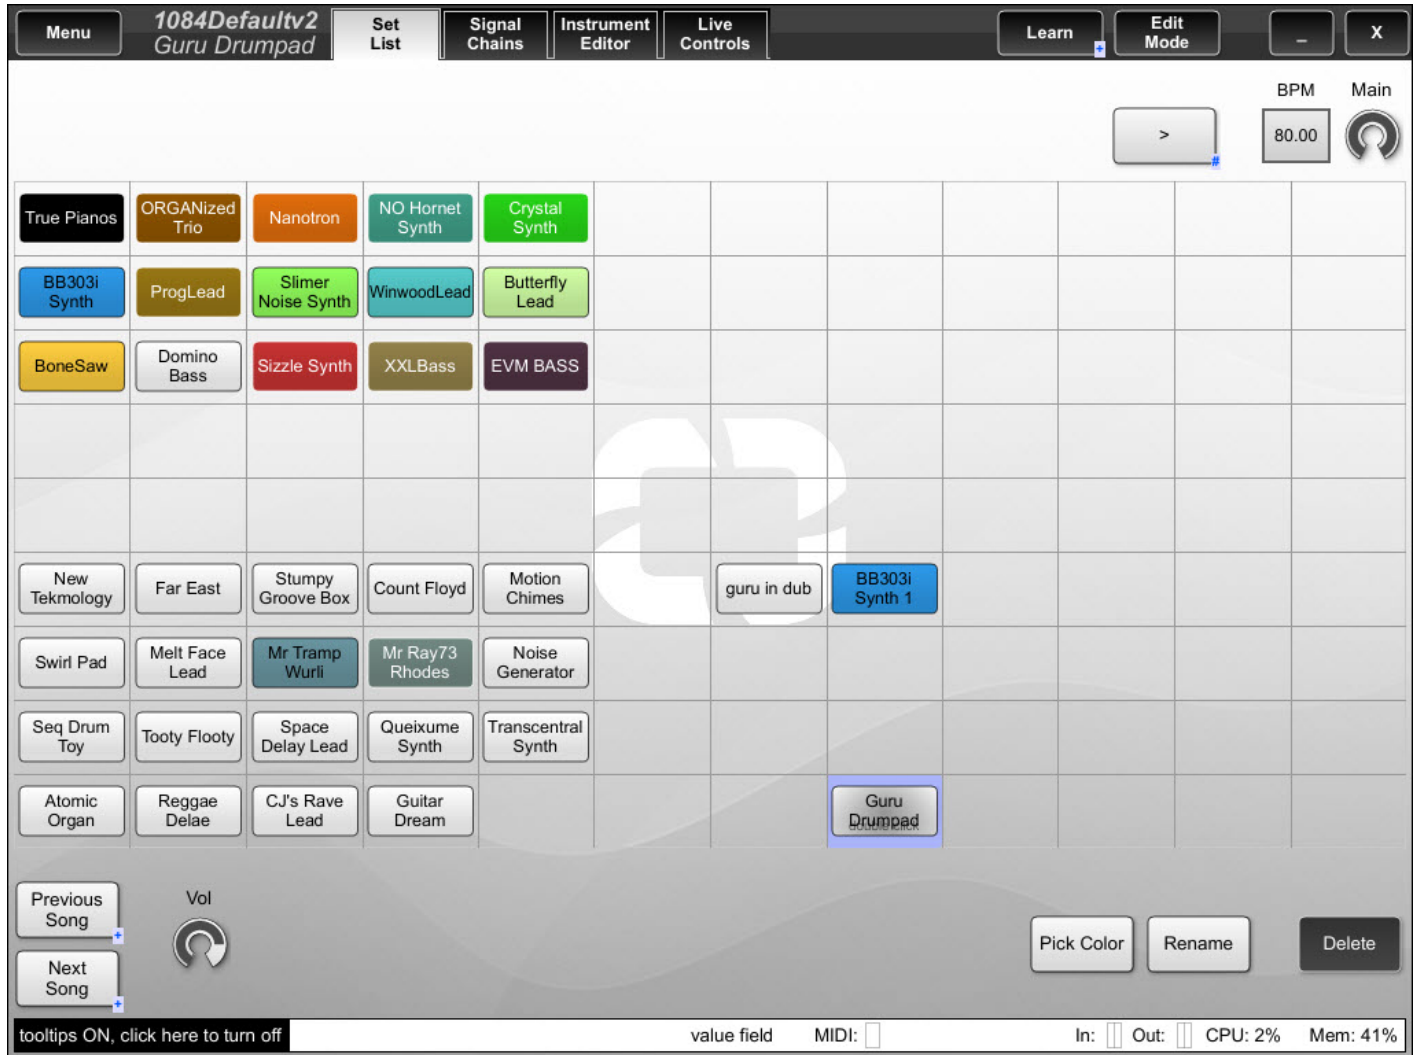 Menu
1084Defaultv2
Guru Drumpad
Set
List
Signal
Chains
Instrument
Editor
Live
Controls
Learn
+
Edit
Mode
_
X
BPM
Main
>
#
80.00
True Pianos
ORGANized
Trio
Nanotron
NO Hornet
Synth
Crystal
Synth
BB303i
Synth
ProgLead
Slimer
Noise Synth
WinwoodLead
Butterfly
Lead
BoneSaw
Domino
Bass
Sizzle Synth
XXLBass
EVM BASS
New
Tekmology
Far East
Stumpy
Groove Box
Count Floyd
Motion
Chimes
guru in dub
BB303i
Synth 1
Swirl Pad
Melt Face
Lead
Mr Tramp
Wurli
Mr Ray73
Rhodes
Noise
Generator
Seq Drum
Toy
Tooty Flooty
Space
Delay Lead
Queixume
Synth
Transcentral
Synth
Atomic
Organ
Reggae
Delae
CJ's Rave
Lead
Guitar
Dream
Guru
Drumpad
double click
Previous
Song
+
Vol
Next
Song
+
Pick Color
Rename
Delete
tooltips ON, click here to turn off
value field
MIDI:
In:
Out:
CPU: 2%
Mem: 41%